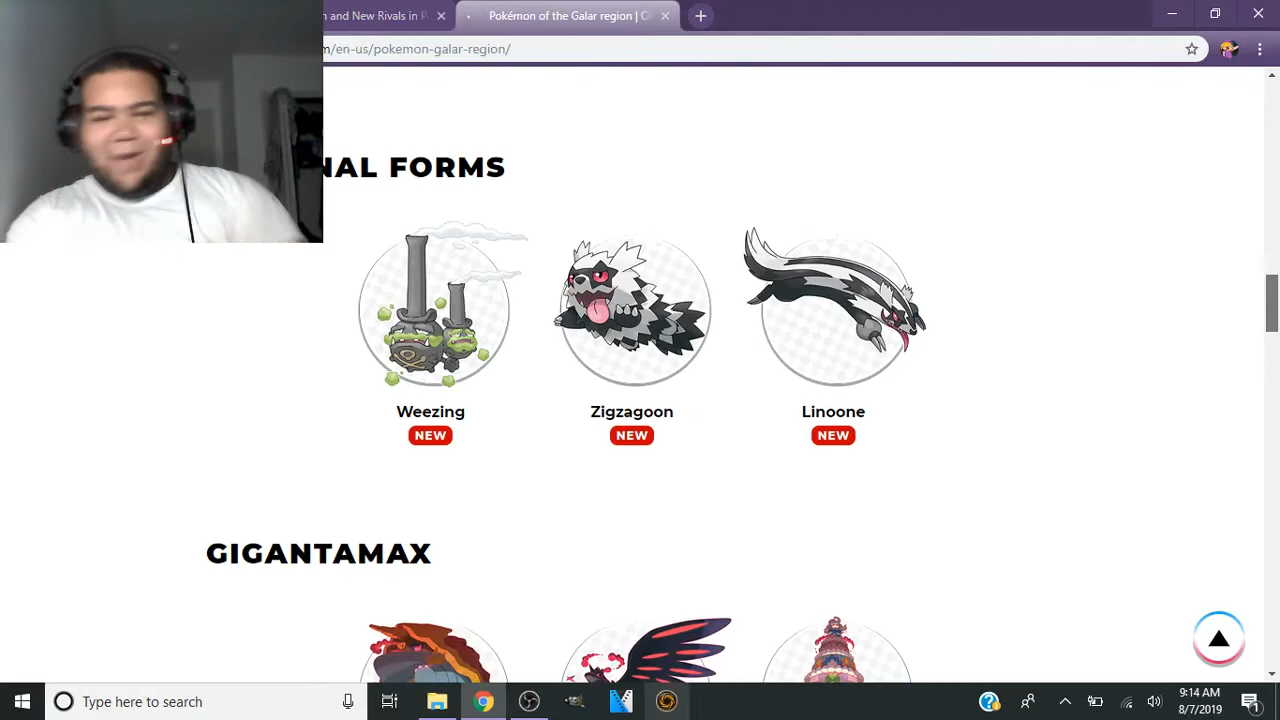 n and New Rivals in P
Pokémon of the Galar region | O
m/en-us/pokemon-galar-region/
NAL FORMS
Weezing
Zigzagoon
Linoone
NEW
NEW
NEW
GIGANTAMAX
Type here to search
9:14 AM
8/7/2019